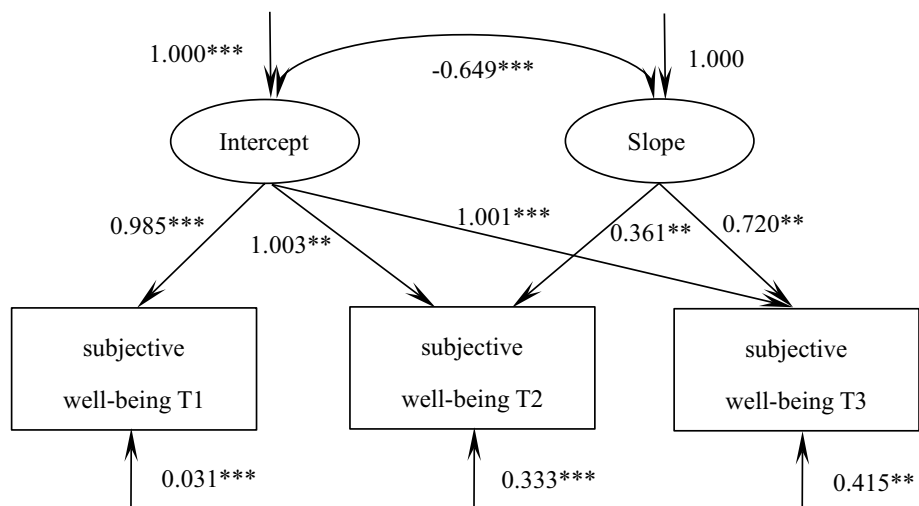 1.000***
-0.649***
1.000
Intercept
Slope
0.985***
1.003**
1.001***
0.361**
0.720**
subjective
well-being T1
subjective
well-being T2
subjective
well-being T3
0.031***
0.333***
0.415**